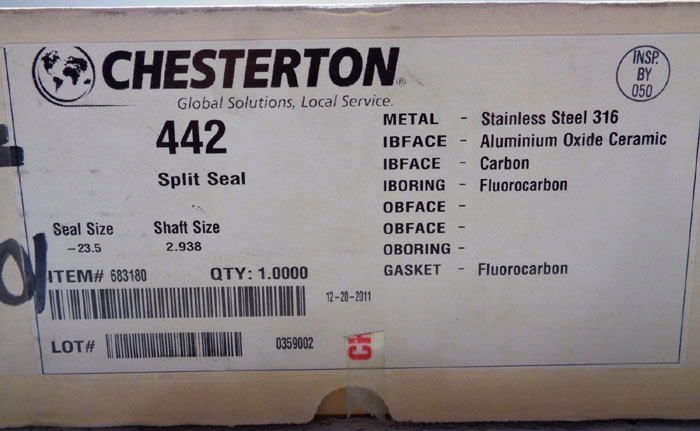 CHESTERTON®
Global Solutions, Local Service.
INSP.
BY
050
442
Split Seal
Seal Size Shaft Size
-23.5 2.938
ITEM# 683180 QTY: 1.0000
12-20-2011
LOT# 0359002
METAL - Stainless Steel 316
IBFACE - Aluminium Oxide Ceramic
IBFACE - Carbon
IBORING - Fluorocarbon
OBFACE -
OBFACE -
OBORING -
GASKET - Fluorocarbon
CH